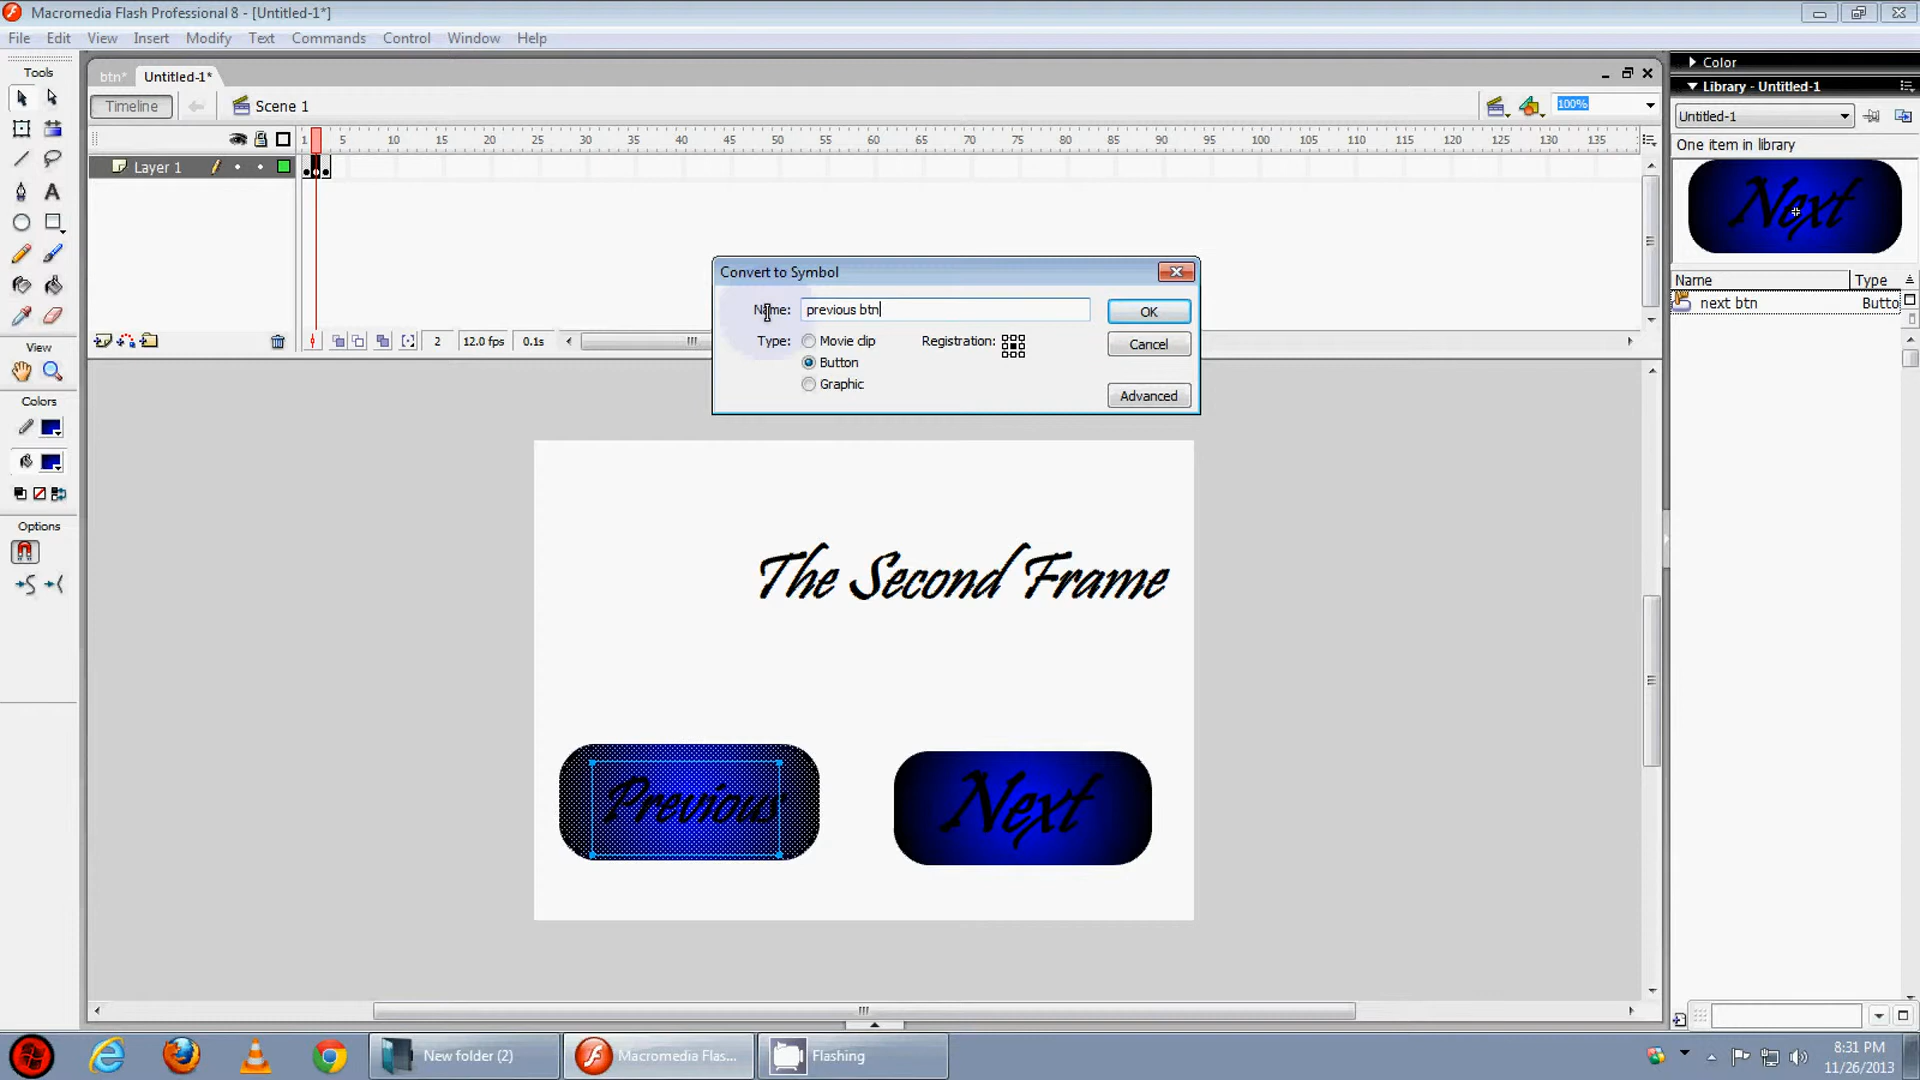 Macromedia Flash Professional 8 - [Untitled-1*]
File Edit View Insert Modify Text Commands Control Window Help
Tools
btn* Untitled-1*
Timeline Scene 1 100%
1 5 10 15 20 25 30 35 40 45 50 55 60 65 70 75 80 85 90 95 100 105 110 115 120 125 130 135
Layer 1
2 12.0 fps 0.1s
View
Colors
Options
Convert to Symbol
Name: previous btn
OK
Type: Movie clip Registration:
Cancel
Button
Graphic
Advanced
The Second Frame
Previous
Next
Color
Library - Untitled-1
Untitled-1
One item in library
Next
Name Type
next btn Butto
New folder (2)
Macromedia Flas...
Flashing
8:31 PM
11/26/2013